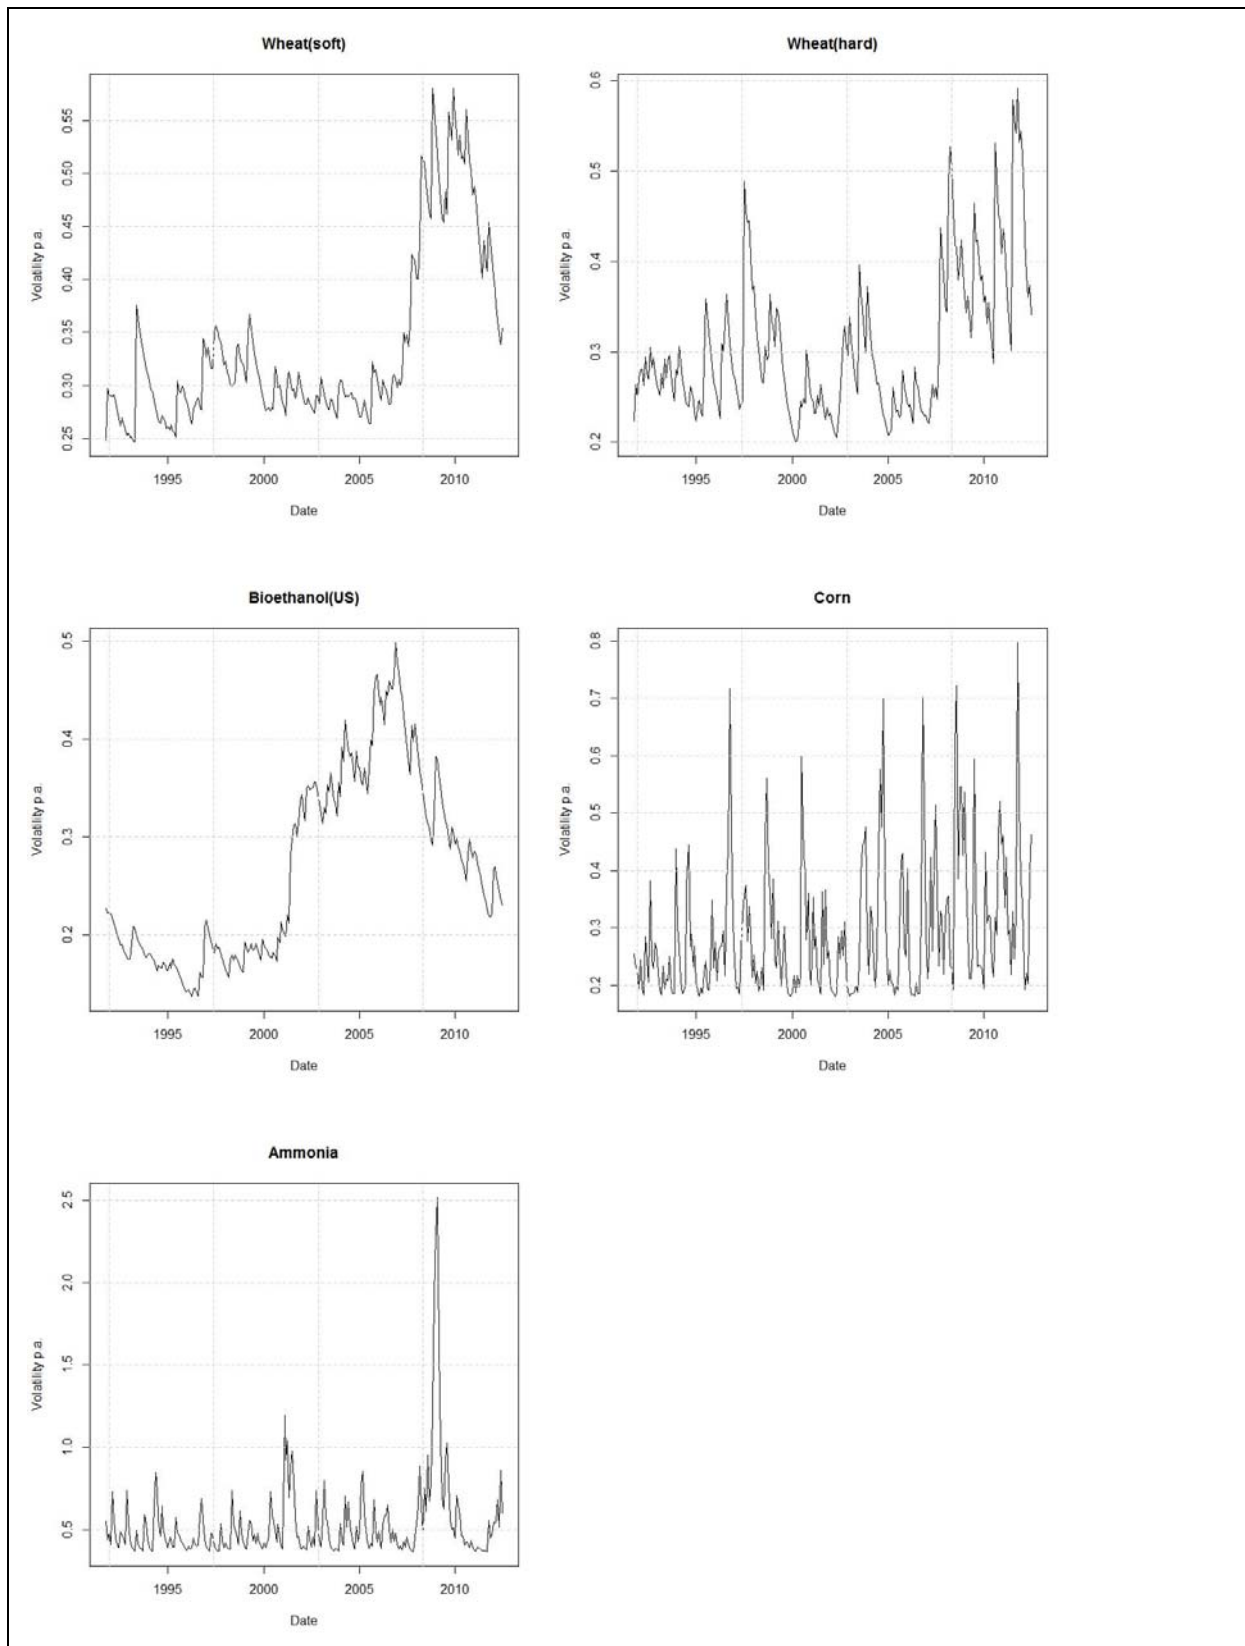 Wheat(soft)
Volatility p.a.
0.55
0.50
0.45
0.40
0.35
0.30
0.25
1995 2000 2005 2010
Date
Wheat(hard)
Volatility p.a.
0.6
0.5
0.4
0.3
0.2
1995 2000 2005 2010
Date
Bioethanol(US)
Volatility p.a.
0.5
0.4
0.3
0.2
1995 2000 2005 2010
Date
Corn
Volatility p.a.
0.8
0.7
0.6
0.5
0.4
0.3
0.2
1995 2000 2005 2010
Date
Ammonia
Volatility p.a.
2.5
2.0
1.5
1.0
0.5
1995 2000 2005 2010
Date